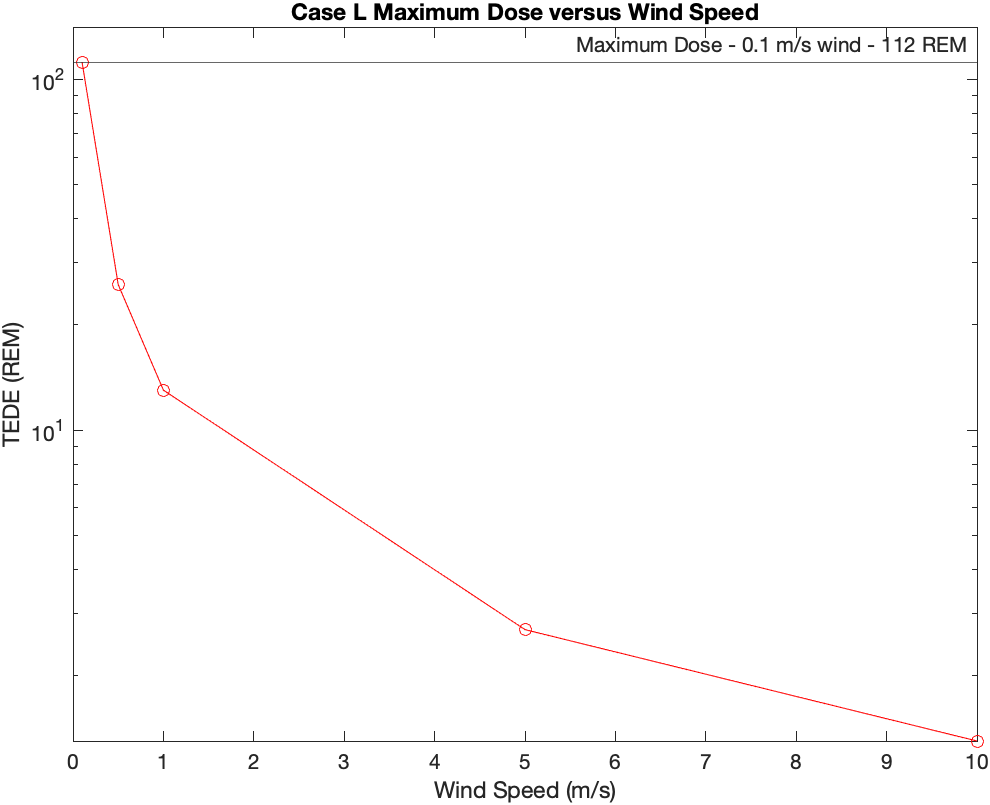 Case L Maximum Dose versus Wind Speed
Maximum Dose - 0.1 m/s wind - 112 REM
10²
10¹
TEDE (REM)
0 1 2 3 4 5 6 7 8 9 10
Wind Speed (m/s)